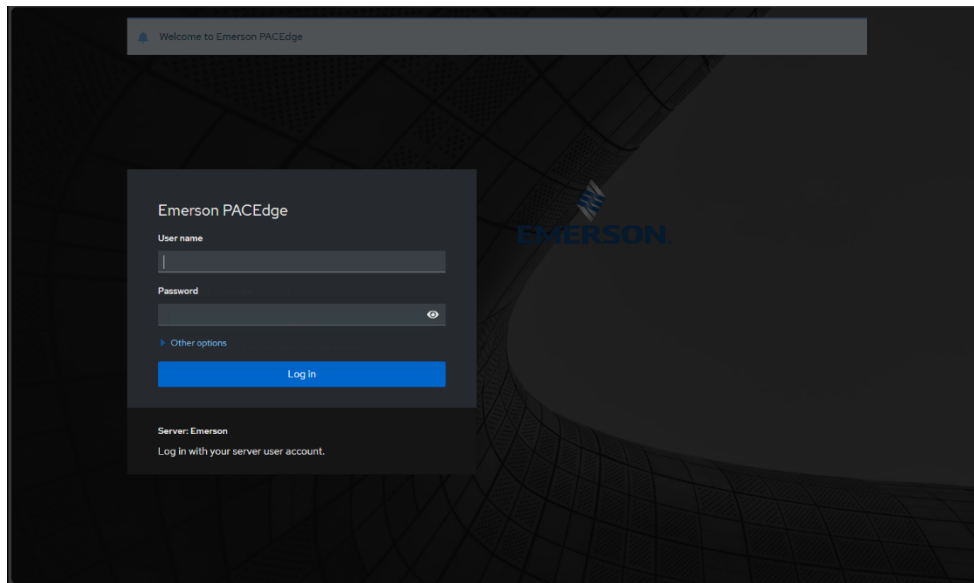 Welcome to Emerson PACEdge
EMERSON.
Emerson PACEdge
User name
Password
Other options
Log in
Server: Emerson
Log in with your server user account.